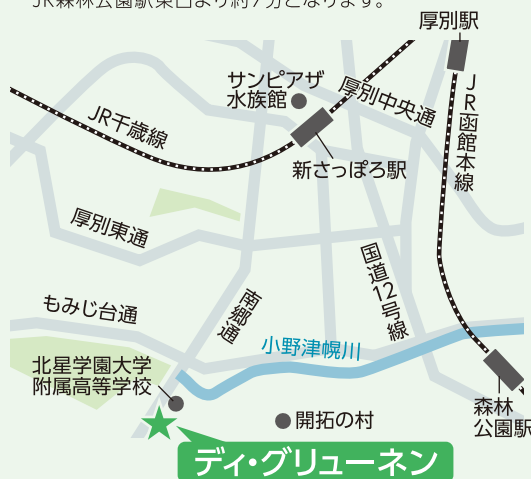 JR森林公園駅東口より約7分となります。
厚別駅
サンピアザ
水族館
厚別中央通
JR函館本線
JR千歳線
新さっぽろ駅
厚別東通
国道12号線
南郷通
もみじ台通
小野津幌川
北星学園大学
附属高等学校
開拓の村
森林
公園駅
ディ・グリューネン